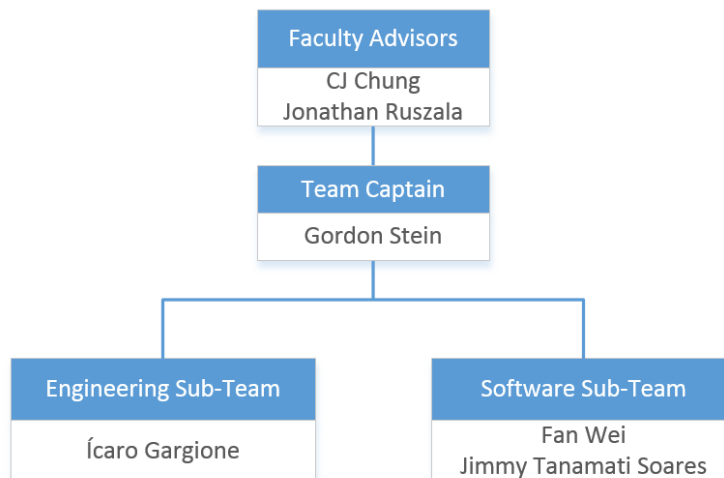 Faculty Advisors
CJ Chung
Jonathan Ruszala
Team Captain
Gordon Stein
Engineering Sub-Team
Ícaro Gargione
Software Sub-Team
Fan Wei
Jimmy Tanamati Soares